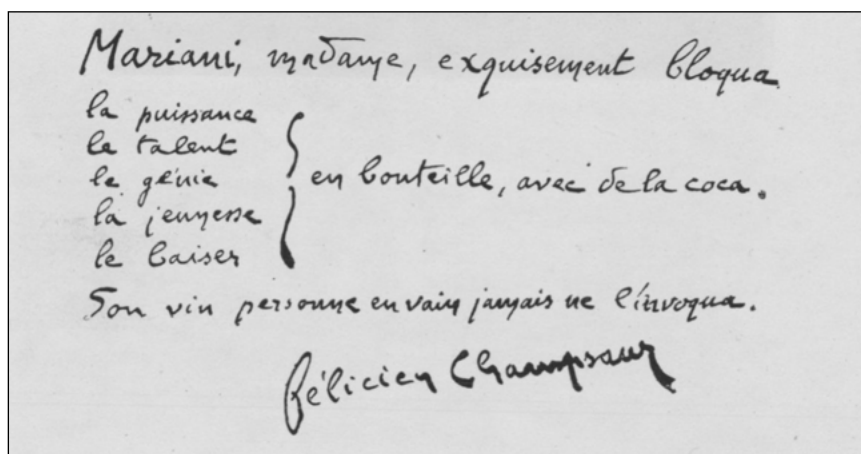 Mariani, madame, exquisement bloqua
la puissance
le talent
le génie
la jeunesse
le baiser
en bouteille, avec de la coca.
Son vin personne en vain jamais ne l'invoqua.
Félicien Champsaur